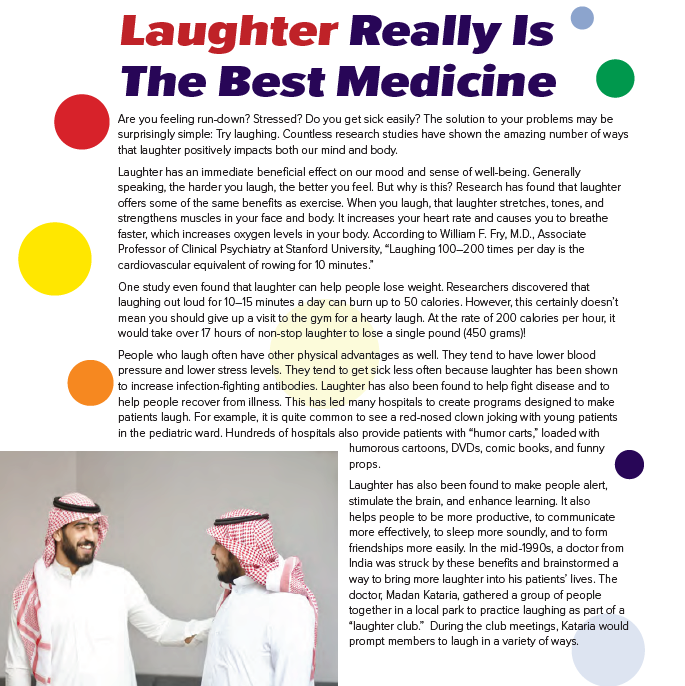 Laughter Really Is
The Best Medicine
Are you feeling run-down? Stressed? Do you get sick easily? The solution to your problems may be
surprisingly simple: Try laughing. Countless research studies have shown the amazing number of ways
that laughter positively impacts both our mind and body.
Laughter has an immediate beneficial effect on our mood and sense of well-being. Generally
speaking, the harder you laugh, the better you feel. But why is this? Research has found that laughter
offers some of the same benefits as exercise. When you laugh, that laughter stretches, tones, and
strengthens muscles in your face and body. It increases your heart rate and causes you to breathe
faster, which increases oxygen levels in your body. According to William F. Fry, M.D., Associate
Professor of Clinical Psychiatry at Stanford University, “Laughing 100–200 times per day is the
cardiovascular equivalent of rowing for 10 minutes.”
One study even found that laughter can help people lose weight. Researchers discovered that
laughing out loud for 10–15 minutes a day can burn up to 50 calories. However, this certainly doesn’t
mean you should give up a visit to the gym for a hearty laugh. At the rate of 200 calories per hour, it
would take over 17 hours of non-stop laughter to lose a single pound (450 grams)!
People who laugh often have other physical advantages as well. They tend to have lower blood
pressure and lower stress levels. They tend to get sick less often because laughter has been shown
to increase infection-fighting antibodies. Laughter has also been found to help fight disease and to
help people recover from illness. This has led many hospitals to create programs designed to make
patients laugh. For example, it is quite common to see a red-nosed clown joking with young patients
in the pediatric ward. Hundreds of hospitals also provide patients with “humor carts,” loaded with
humorous cartoons, DVDs, comic books, and funny
props.
Laughter has also been found to make people alert,
stimulate the brain, and enhance learning. It also
helps people to be more productive, to communicate
more effectively, to sleep more soundly, and to form
friendships more easily. In the mid-1990s, a doctor from
India was struck by these benefits and brainstormed a
way to bring more laughter into his patients’ lives. The
doctor, Madan Kataria, gathered a group of people
together in a local park to practice laughing as part of a
“laughter club.” During the club meetings, Kataria would
prompt members to laugh in a variety of ways.